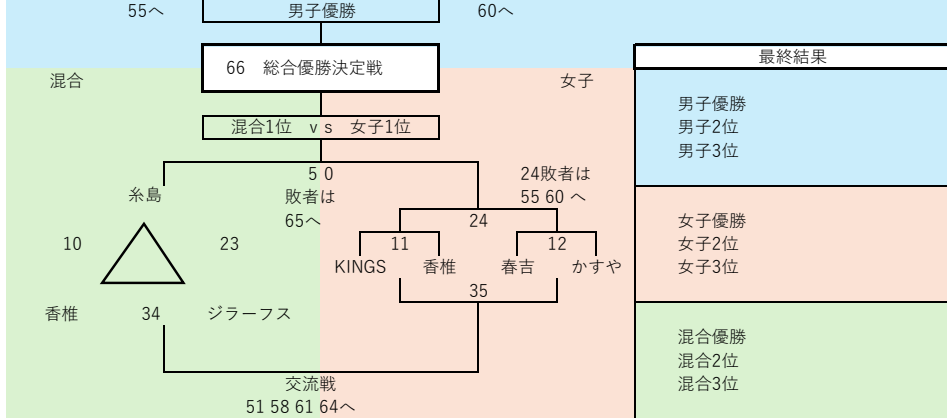 55へ 男子優勝 60へ
66 総合優勝決定戦
最終結果
混合 女子
男子優勝
男子2位
男子3位
混合1位 vs 女子1位
50
敗者は
65へ
24敗者は
55 60 へ
糸島
24
10 23
11 12
KINGS 香椎 春吉 かすや
35
香椎 34 ジラーフス
女子優勝
女子2位
女子3位
混合優勝
混合2位
混合3位
交流戦
51 58 61 64へ